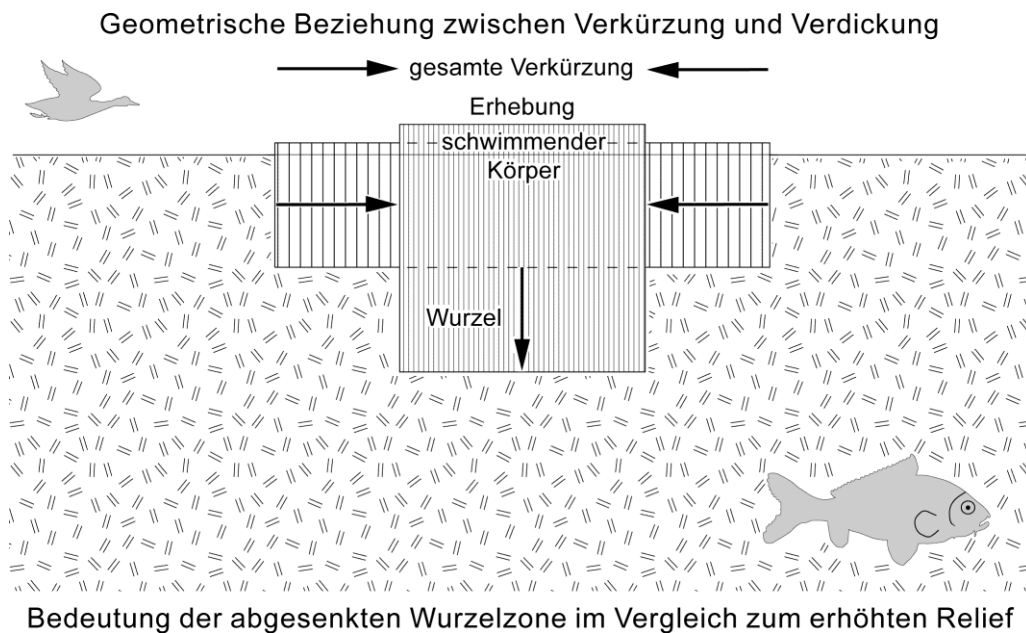 Geometrische Beziehung zwischen Verkürzung und Verdickung
gesamte Verkürzung
Erhebung
schwimmender
Körper
Wurzel
Bedeutung der abgesenkten Wurzelzone im Vergleich zum erhöhten Relief